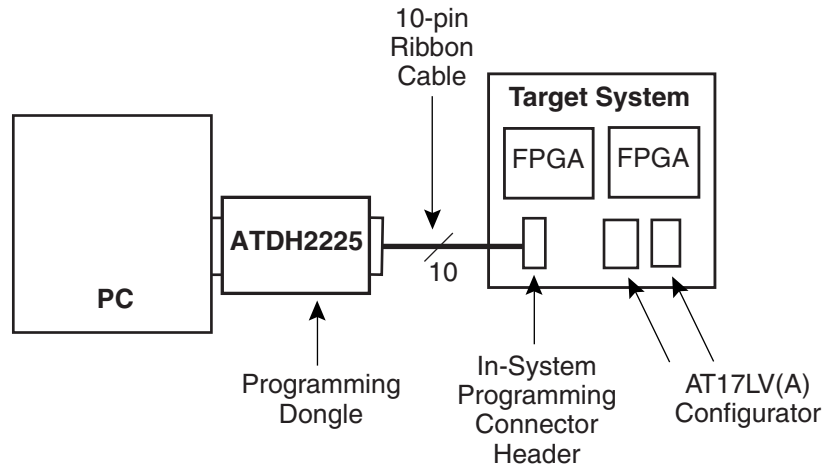 10-pin
Ribbon
Cable
Target System
FPGA
FPGA
ATDH2225
10
PC
Programming
Dongle
In-System
Programming
Connector
Header
AT17LV(A)
Configurator